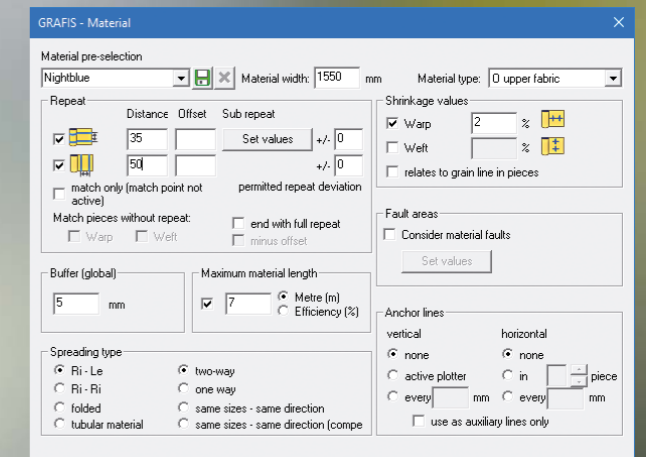 GRAFIS - Material
Material pre-selection
Nightblue
Material width: 1550 mm
Material type: O upper fabric
Repeat
Distance Offset Sub repeat
35 Set values +/- 0
50 +/- 0
match only (match point not active)
permitted repeat deviation
Match pieces without repeat:
Warp Weft
end with full repeat
minus offset
Shrinkage values
Warp 2 %
Weft %
relates to grain line in pieces
Fault areas
Consider material faults
Set values
Buffer (global)
5 mm
Maximum material length
7 Metre (m)
Efficiency (%)
Spreading type
Ri - Le two-way
Ri - Ri one way
folded same sizes - same direction
tubular material same sizes - same direction (compe
Anchor lines
vertical horizontal
none none
active plotter in piece
every mm every mm
use as auxiliary lines only